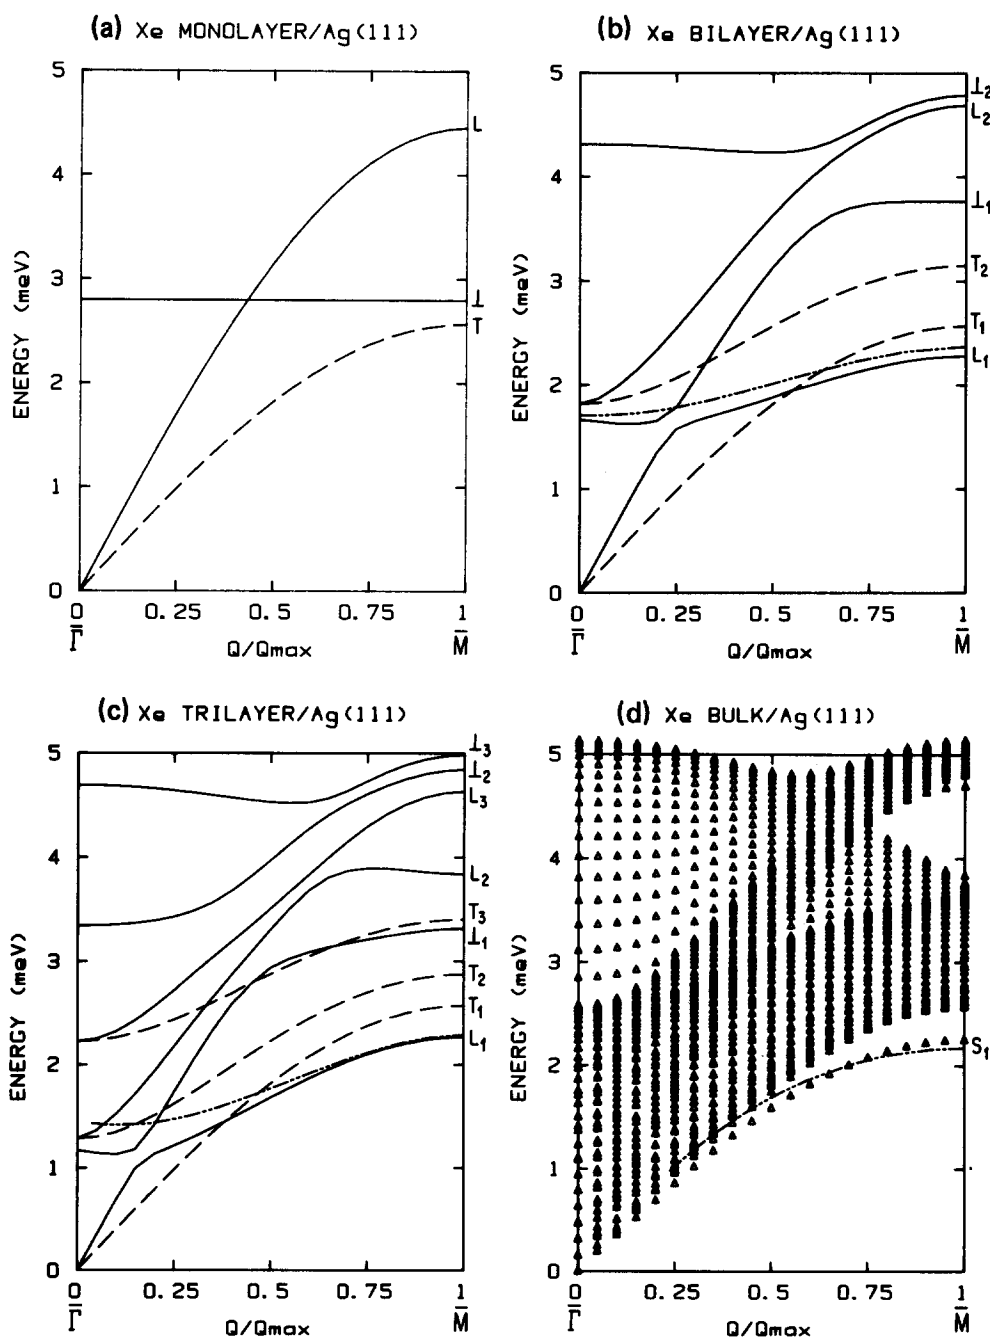 (a) Xe MONOLAYER/Ag(111)
5
4
3
2
1
0
ENERGY (meV)
L
⊥
T
0 0.25 0.5 0.75 1
Γ̄ Q/Qmax M̄
(b) Xe BILAYER/Ag(111)
5
4
3
2
1
0
ENERGY (meV)
⊥2
L2
⊥1
T2
T1
L1
0 0.25 0.5 0.75 1
Γ̄ Q/Qmax M̄
(c) Xe TRILAYER/Ag(111)
5
4
3
2
1
0
ENERGY (meV)
⊥3
⊥2
L3
L2
T3
⊥1
T2
T1
L1
0 0.25 0.5 0.75 1
Γ̄ Q/Qmax M̄
(d) Xe BULK/Ag(111)
5
4
3
2
1
0
ENERGY (meV)
S1
0 0.25 0.5 0.75 1
Γ̄ Q/Qmax M̄